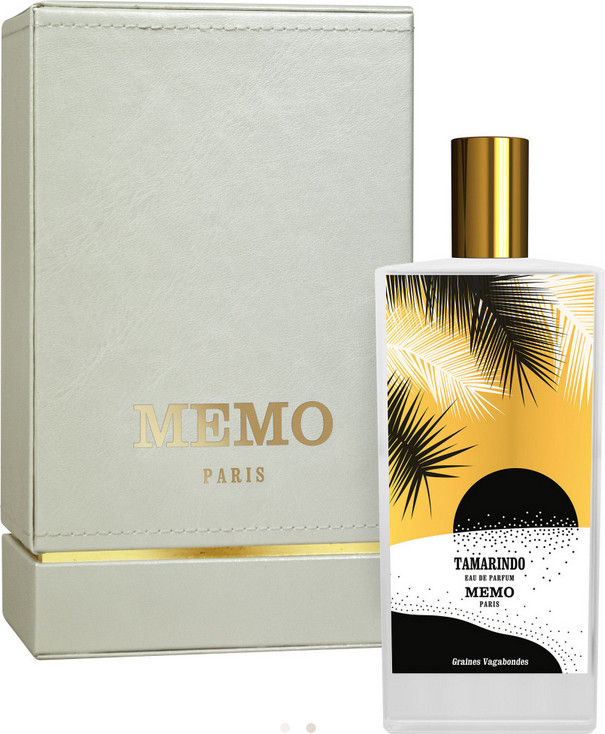 MEMO
PARIS
TAMARINDO
EAU DE PARFUM
MEMO
PARIS
Graines Vagabondes